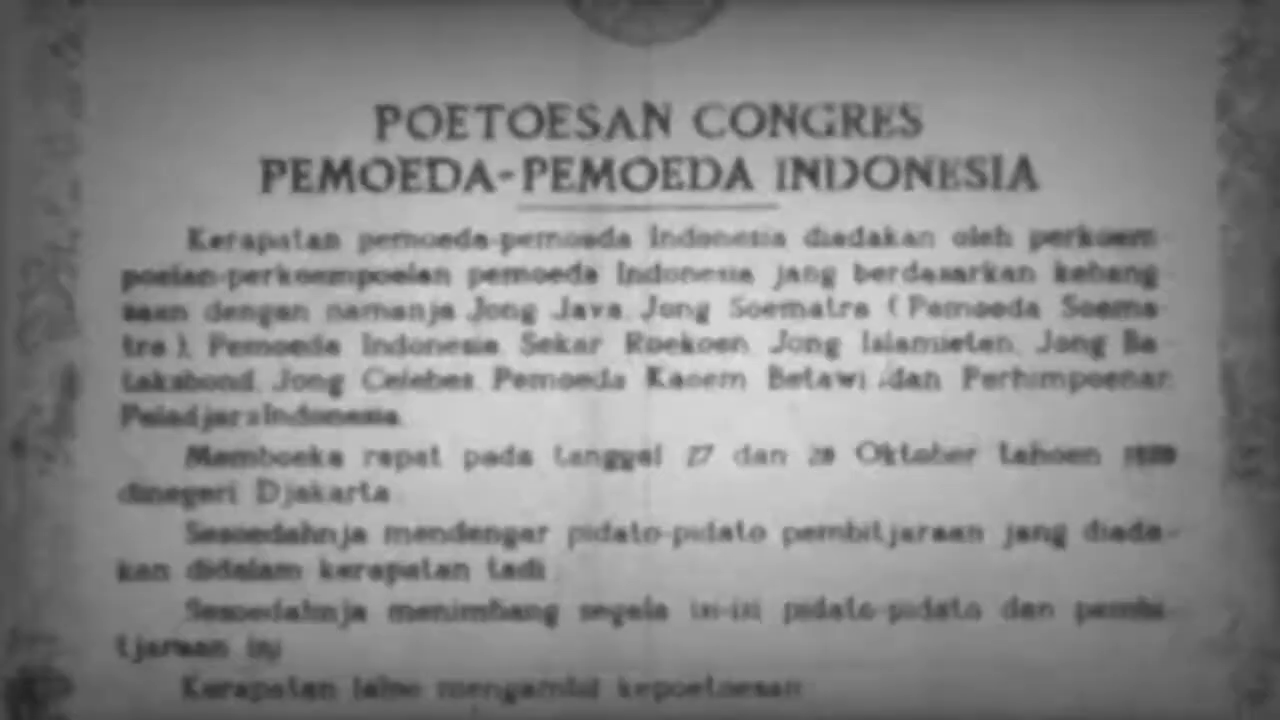 POETOESAN CONGRES
PEMOEDA-PEMOEDA INDONESIA
Kerapatan pemoeda-pemoeda Indonesia diadakan oleh perkoem-
poelan-perkoempoelan pemoeda Indonesia jang berdasarkan kebang
saan dengan namanja Jong Java, Jong Soematra (Pemoeda Soema-
tra), Pemoeda Indonesia, Sekar Roekoen, Jong Islamieten, Jong Ba
taksbond, Jong Celebes, Pemoeda Kaoem Betawi dan Perhimpoenan
Peladjar2 Indonesia.
Memboeka rapat pada tanggal 27 dan 28 Oktober tahoen
dinegeri Djakarta
Sesoedahnja mendengar pidato-pidato pembitjaraan jang diada-
kan didalam kerapatan tadi
Sesoedahnja menimbang segala isi-isi pidato-pidato dan pembi-
tjaraan ini
Kerapatan laloe mengambil kepoetoesan